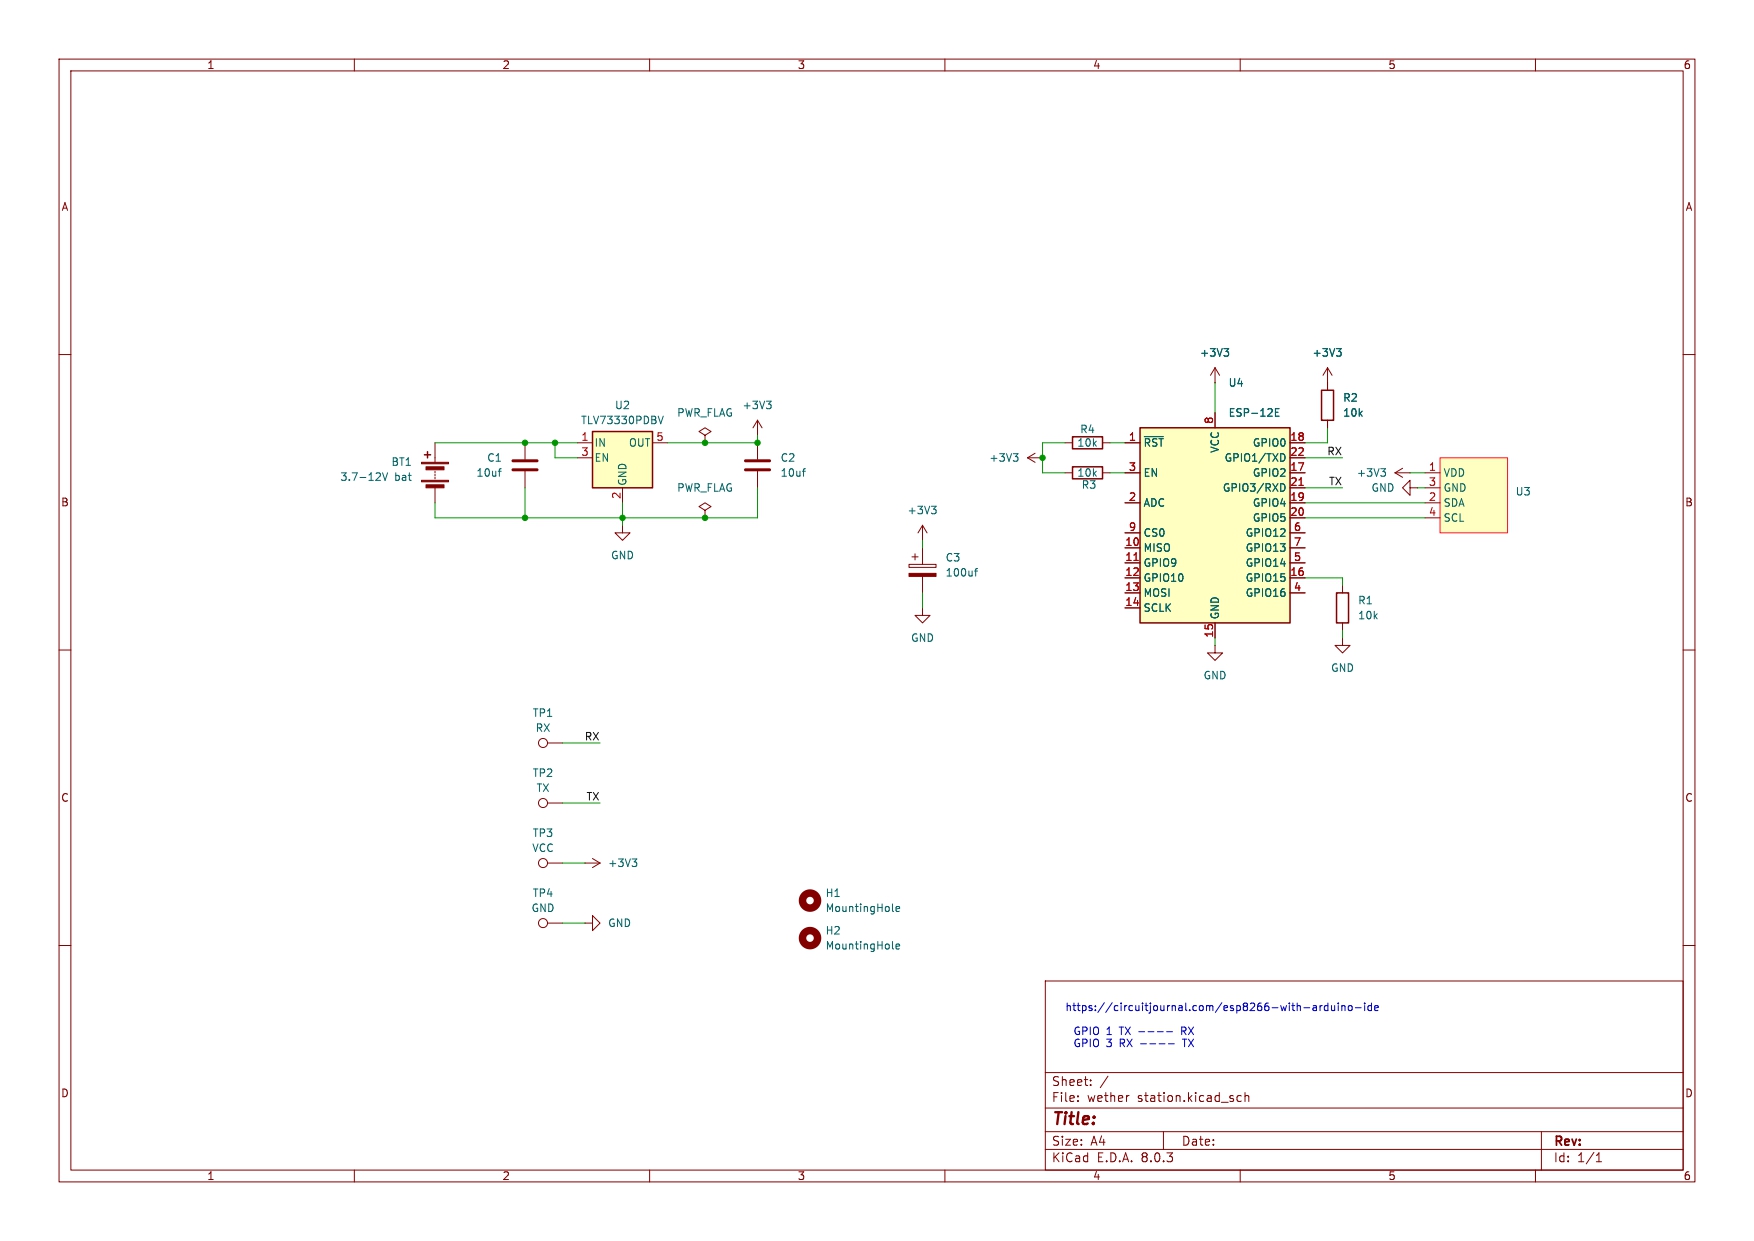 1 2 3 4 5 6
A A
B B
C C
D D
1 2 3 4 5 6
BT1
3.7-12V bat
+
C1
10uf
U2
TLV73330PDBV
1 IN OUT 5
3 EN
GND
2
GND
PWR_FLAG
PWR_FLAG
+3V3
C2
10uf
+3V3
+
C3
100uf
GND
+3V3
R4
10k
10k
R3
+3V3
U4
ESP-12E
8
VCC
1 RST
3 EN
2 ADC
9 CS0
10 MISO
11 GPIO9
12 GPIO10
13 MOSI
14 SCLK
GPIO0 18
GPIO1/TXD 22 RX
GPIO2 17
GPIO3/RXD 21 TX
GPIO4 19
GPIO5 20
GPIO12 6
GPIO13 7
GPIO14 5
GPIO15 16
GPIO16 4
GND
15
GND
+3V3
R2
10k
R1
10k
GND
+3V3 1 VDD
GND 3 GND
2 SDA
4 SCL
U3
TP1
RX
RX
TP2
TX
TX
TP3
VCC
+3V3
TP4
GND
GND
H1
MountingHole
H2
MountingHole
https://circuitjournal.com/esp8266-with-arduino-ide
GPIO 1 TX ---- RX
GPIO 3 RX ---- TX
Sheet: /
File: wether station.kicad_sch
Title:
Size: A4 Date: Rev:
KiCad E.D.A. 8.0.3 Id: 1/1